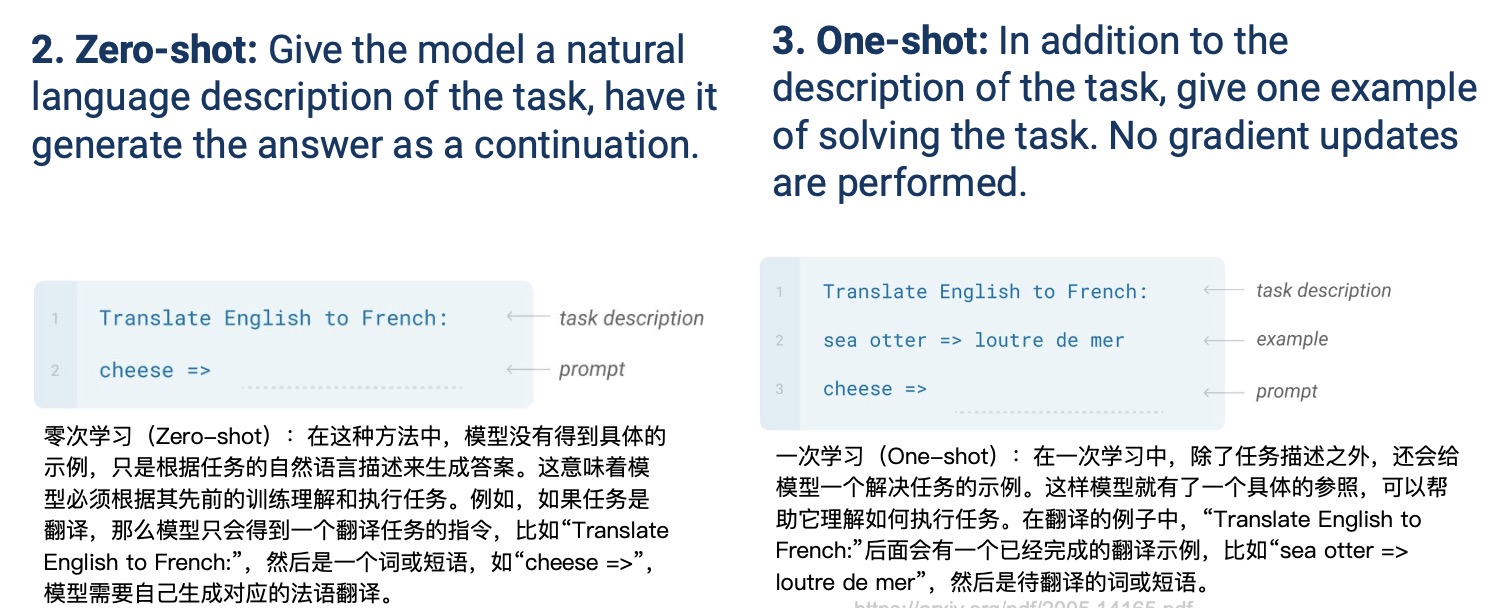 2. Zero-shot: Give the model a natural
language description of the task, have it
generate the answer as a continuation.
1 Translate English to French: task description
2 cheese => prompt
零次学习（Zero-shot）：在这种方法中，模型没有得到具体的
示例，只是根据任务的自然语言描述来生成答案。这意味着模
型必须根据其先前的训练理解和执行任务。例如，如果任务是
翻译，那么模型只会得到一个翻译任务的指令，比如“Translate
English to French:”，然后是一个词或短语，如“cheese =>”，
模型需要自己生成对应的法语翻译。
3. One-shot: In addition to the
description of the task, give one example
of solving the task. No gradient updates
are performed.
1 Translate English to French: task description
2 sea otter => loutre de mer example
3 cheese => prompt
一次学习（One-shot）：在一次学习中，除了任务描述之外，还会给
模型一个解决任务的示例。这样模型就有了一个具体的参照，可以帮
助它理解如何执行任务。在翻译的例子中，“Translate English to
French:”后面会有一个已经完成的翻译示例，比如“sea otter =>
loutre de mer”，然后是待翻译的词或短语。
https://arxiv.org/pdf/2005.14165.pdf